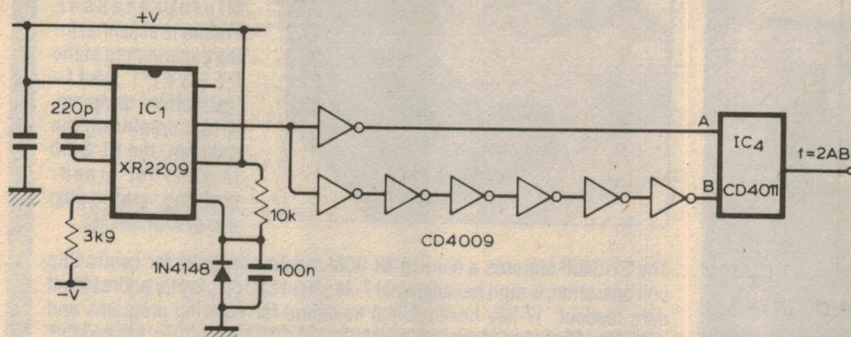 +V
220p
IC1
XR2209
3k9
-V
10k
1N4148
100n
CD4009
A
B
IC4
CD4011
f=2AB